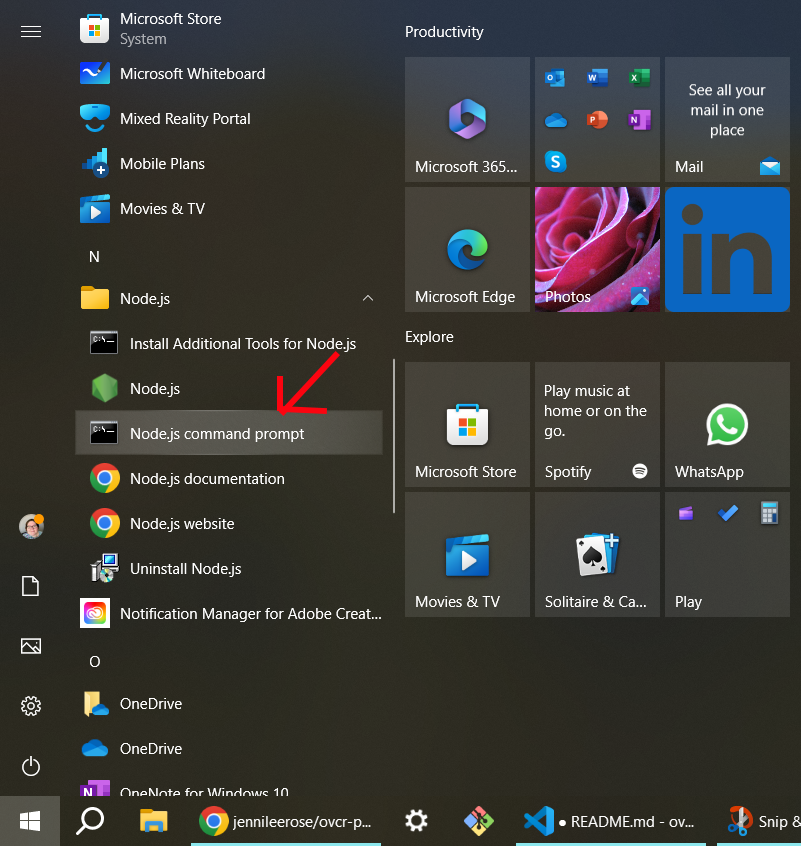 Microsoft Store
System
Microsoft Whiteboard
Mixed Reality Portal
Mobile Plans
Movies & TV
N
Node.js
Install Additional Tools for Node.js
Node.js
Node.js command prompt
Node.js documentation
Node.js website
Uninstall Node.js
Notification Manager for Adobe Creat...
O
OneDrive
OneDrive
OneNote for Windows 10
Productivity
Microsoft 365...
See all your
mail in one
place
Mail
Microsoft Edge
Photos
in
Explore
Microsoft Store
Play music at
home or on the
go.
Spotify
WhatsApp
Movies & TV
Solitaire & Ca...
Play
jennileerose/ovcr-p...
● README.md - ov...
Snip &